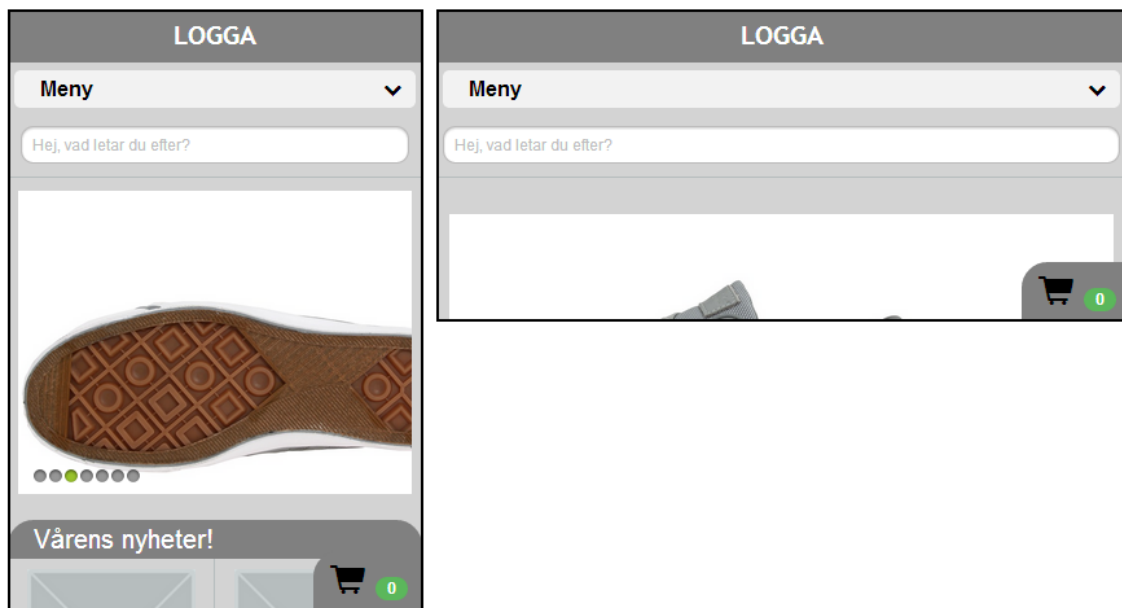 LOGGA
Meny
Hej, vad letar du efter?
Vårens nyheter!
0
LOGGA
Meny
Hej, vad letar du efter?
0